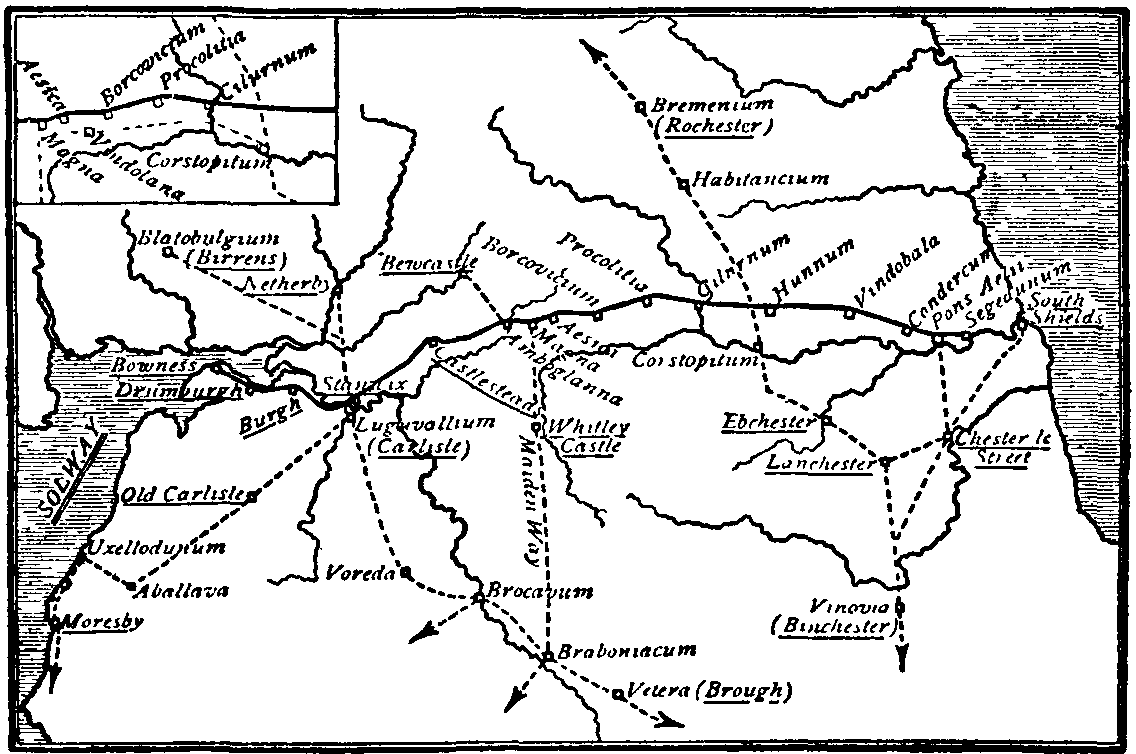 Aesica
Borcovicium
Procolitia
Cilurnum
Magna
Vindolana
Corstopitum
Bremenium
(Rochester)
Habitancium
Blatobulgium
(Birrens)
Netherby
Bewcastle
Borcovicium
Procolitia
Cilurnum
Hunnum
Vindobala
Condercum
Pons Aelii
Segedunum
South
Shields
Aesica
Magna
Amboglanna
Corstopitum
Castlesteads
Bowness
Drumburgh
Burgh
Stanwix
Luguvallium
(Carlisle)
Whitley
Castle
Maiden Way
Ebchester
Lanchester
Chester le
Street
SOLWAY
Old Carlisle
Uxellodunum
Aballava
Moresby
Voreda
Brocavum
Braboniacum
Vetera (Brough)
Vinovia
(Binchester)